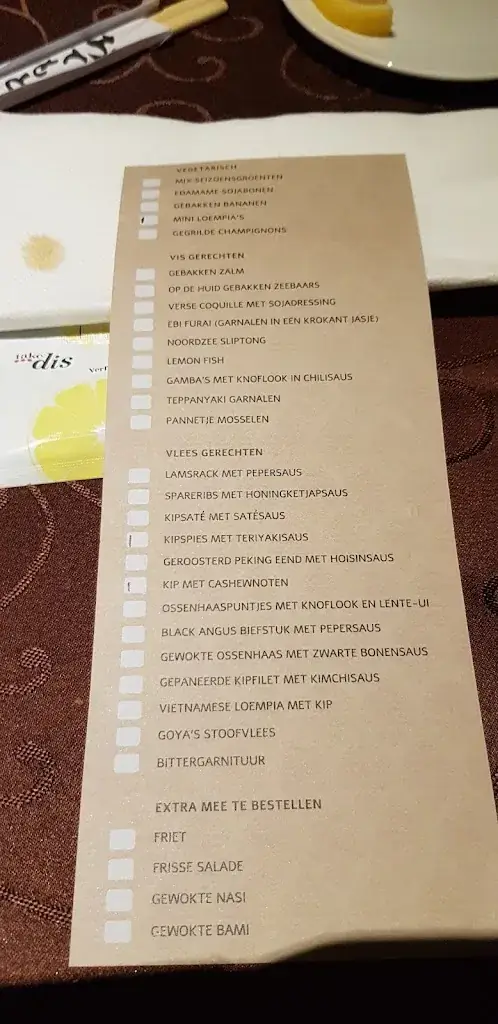 VEGETARISCH
MIX SEIZOENSGROENTEN
EDAMAME SOJABONEN
GEBAKKEN BANANEN
MINI LOEMPIA'S
GEGRILDE CHAMPIGNONS
VIS GERECHTEN
GEBAKKEN ZALM
OP DE HUID GEBAKKEN ZEEBAARS
VERSE COQUILLE MET SOJADRESSING
EBI FURAI (GARNALEN IN EEN KROKANT JASJE)
NOORDZEE SLIPTONG
LEMON FISH
GAMBA'S MET KNOFLOOK IN CHILISAUS
TEPPANYAKI GARNALEN
PANNETJE MOSSELEN
VLEES GERECHTEN
LAMSRACK MET PEPERSAUS
SPARERIBS MET HONINGKETJAPSAUS
KIPSATÉ MET SATÉSAUS
KIPSPIES MET TERIYAKISAUS
GEROOSTERD PEKING EEND MET HOISINSAUS
KIP MET CASHEWNOTEN
OSSENHAASPUNTJES MET KNOFLOOK EN LENTE-UI
BLACK ANGUS BIEFSTUK MET PEPERSAUS
GEWOKTE OSSENHAAS MET ZWARTE BONENSAUS
GEPANEERDE KIPFILET MET KIMCHISAUS
VIETNAMESE LOEMPIA MET KIP
GOYA'S STOOFVLEES
BITTERGARNITUUR
EXTRA MEE TE BESTELLEN
FRIET
FRISSE SALADE
GEWOKTE NASI
GEWOKTE BAMI
take
dis